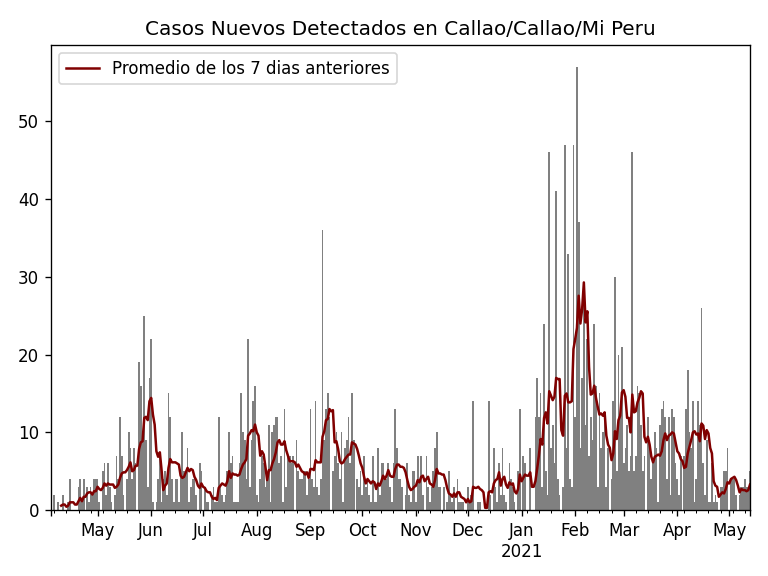 Casos Nuevos Detectados en Callao/Callao/Mi Peru
Promedio de los 7 dias anteriores
50
40
30
20
10
0
May Jun Jul Aug Sep Oct Nov Dec Jan Feb Mar Apr May
2021